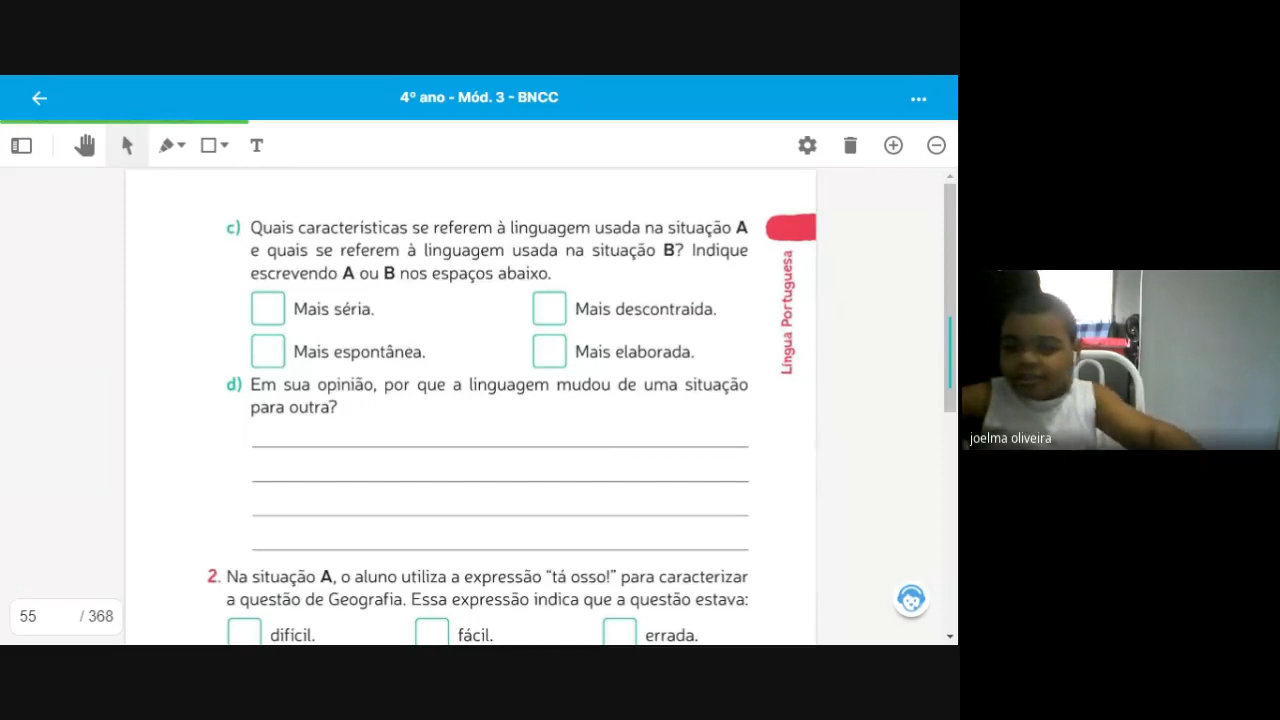 4º ano - Mód. 3 - BNCC
T
c) Quais características se referem à linguagem usada na situação A
e quais se referem à linguagem usada na situação B? Indique
escrevendo A ou B nos espaços abaixo.
Mais séria. Mais descontraída.
Mais espontânea. Mais elaborada.
d) Em sua opinião, por que a linguagem mudou de uma situação
para outra?
2. Na situação A, o aluno utiliza a expressão “tá osso!” para caracterizar
a questão de Geografia. Essa expressão indica que a questão estava:
difícil. fácil. errada.
Língua Portuguesa
55 / 368
joelma oliveira